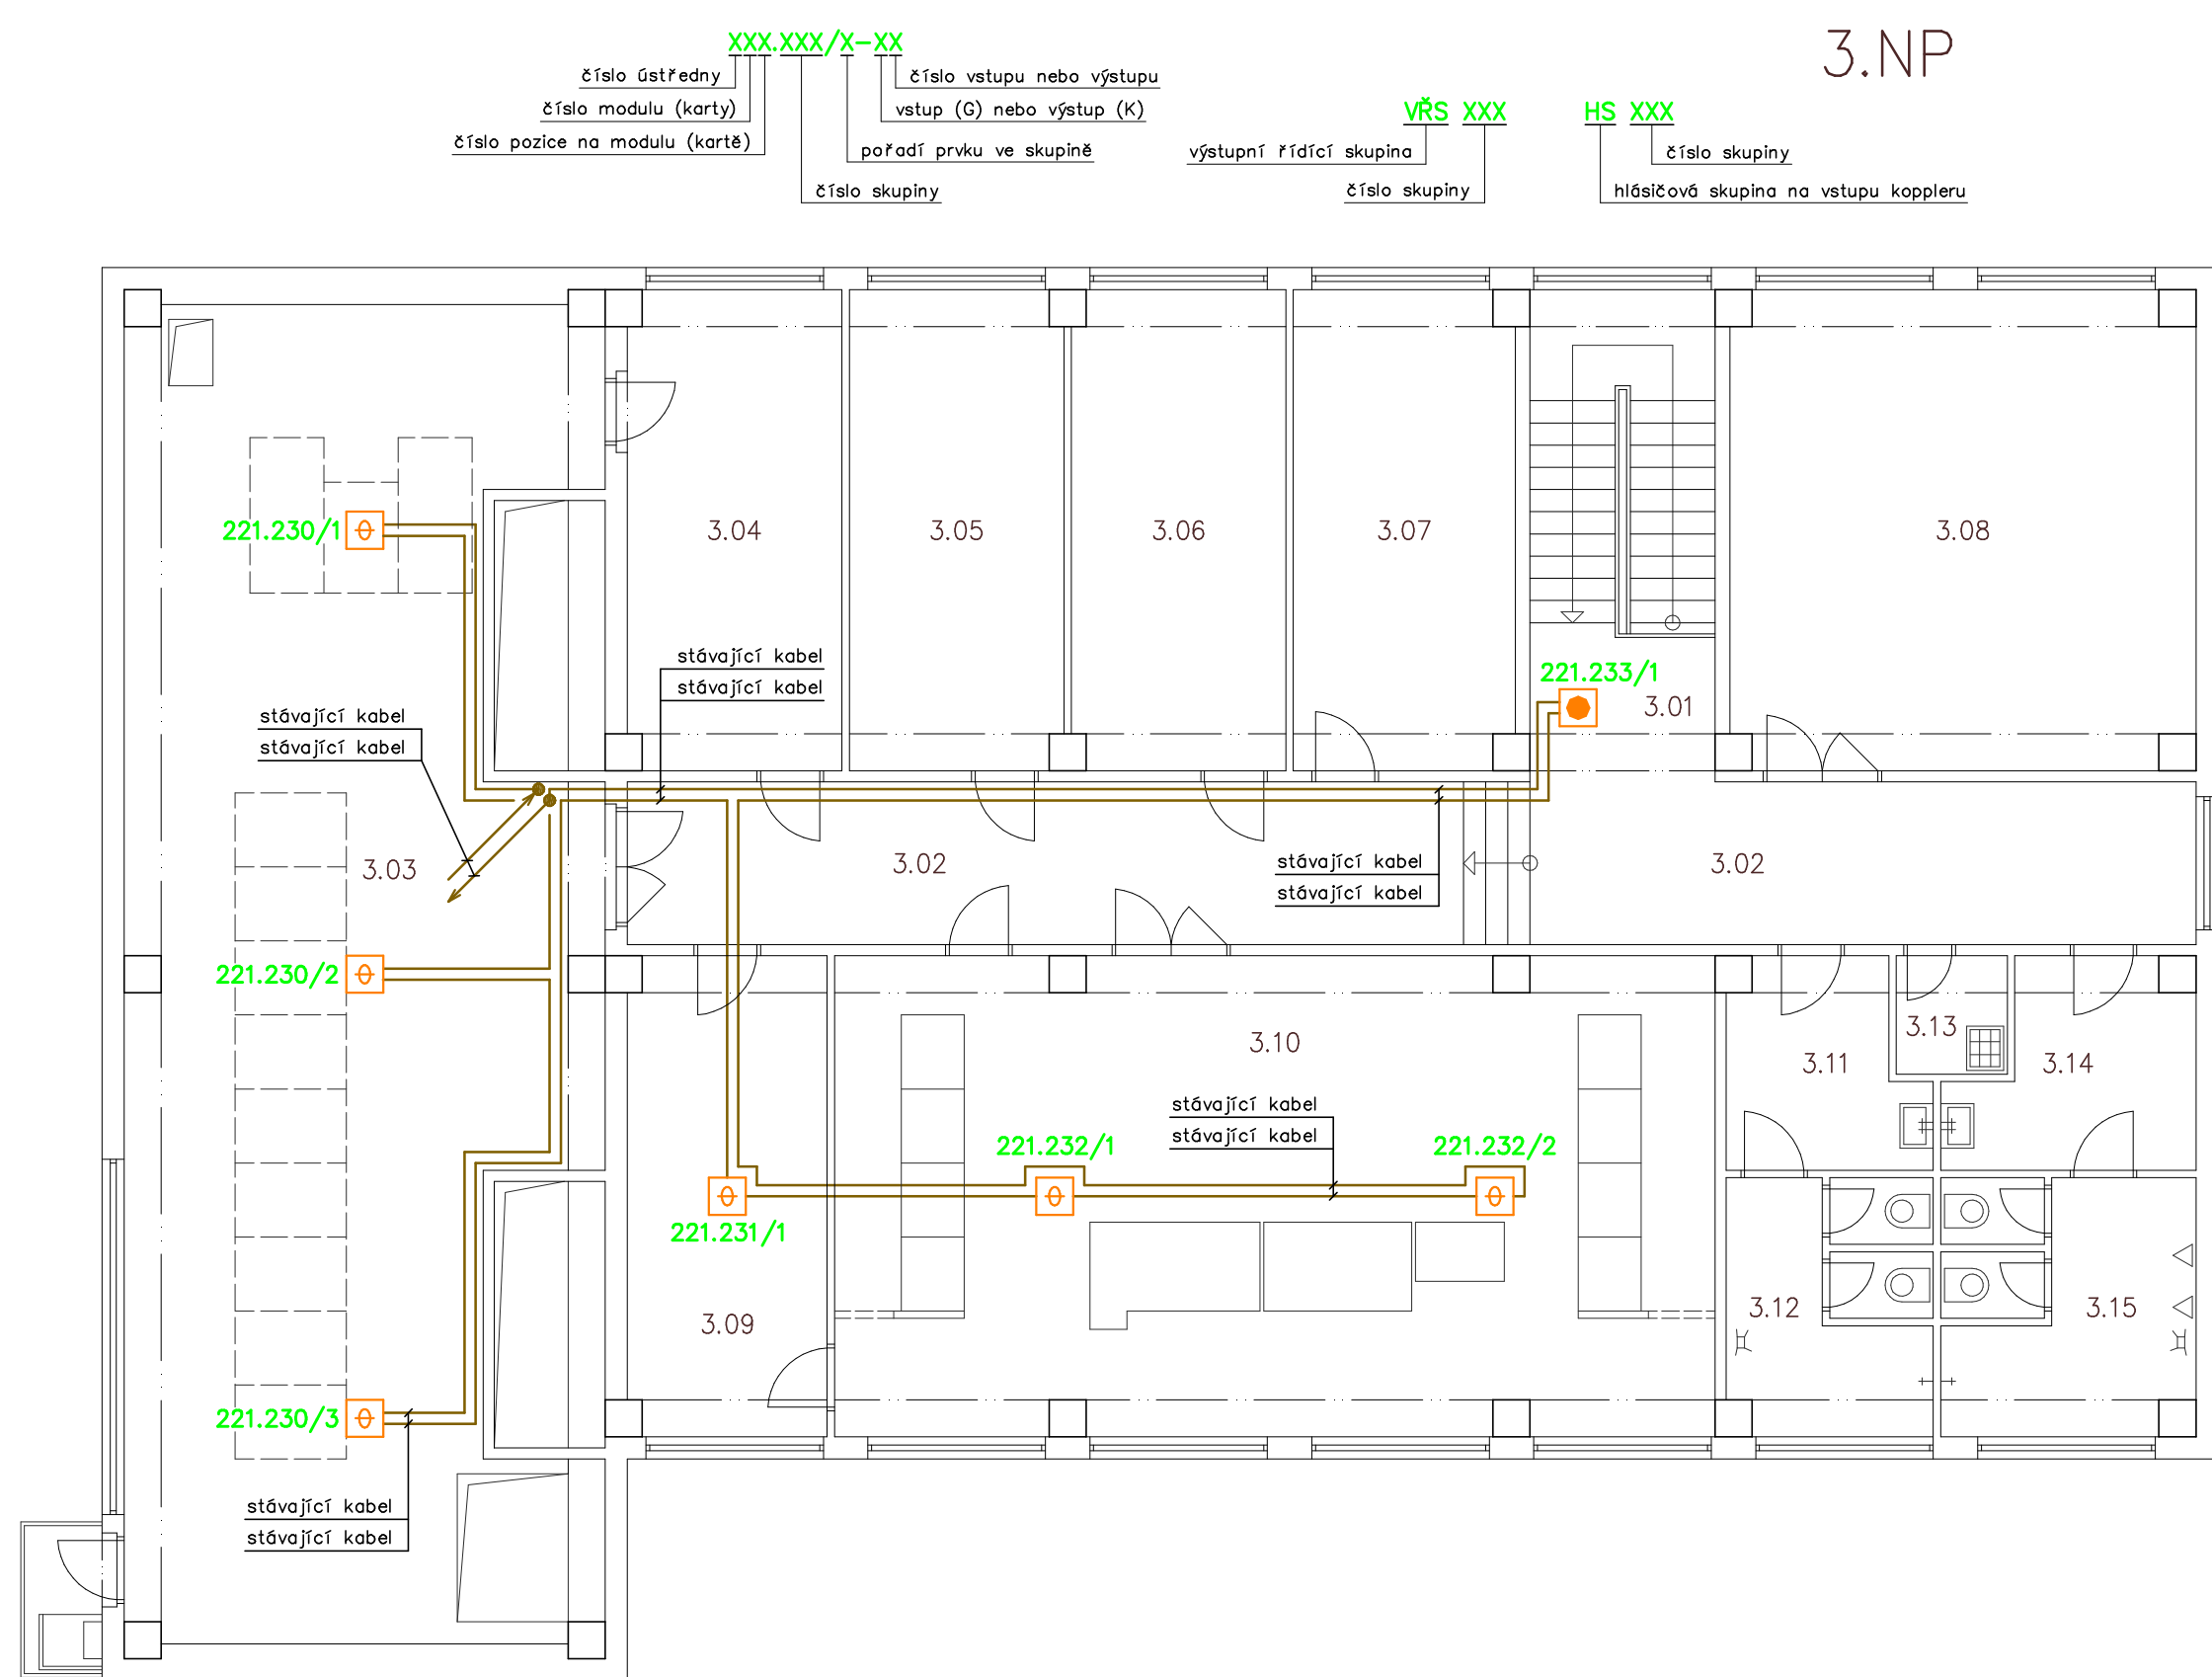 3.NP
XXX.XXX/X-XX
číslo ústředny
číslo vstupu nebo výstupu
číslo modulu (karty)
vstup (G) nebo výstup (K)
číslo pozice na modulu (kartě)
pořadí prvku ve skupině
číslo skupiny
VŘS XXX
výstupní řídící skupina
číslo skupiny
HS XXX
číslo skupiny
hlásičová skupina na vstupu koppleru
221.230/1
3.04
3.05
3.06
3.07
3.08
stávající kabel
stávající kabel
221.233/1
3.01
stávající kabel
stávající kabel
3.03
3.02
stávající kabel
stávající kabel
3.02
221.230/2
3.10
3.13
3.11
3.14
stávající kabel
stávající kabel
221.232/1
221.232/2
221.231/1
3.09
3.12
3.15
221.230/3
stávající kabel
stávající kabel